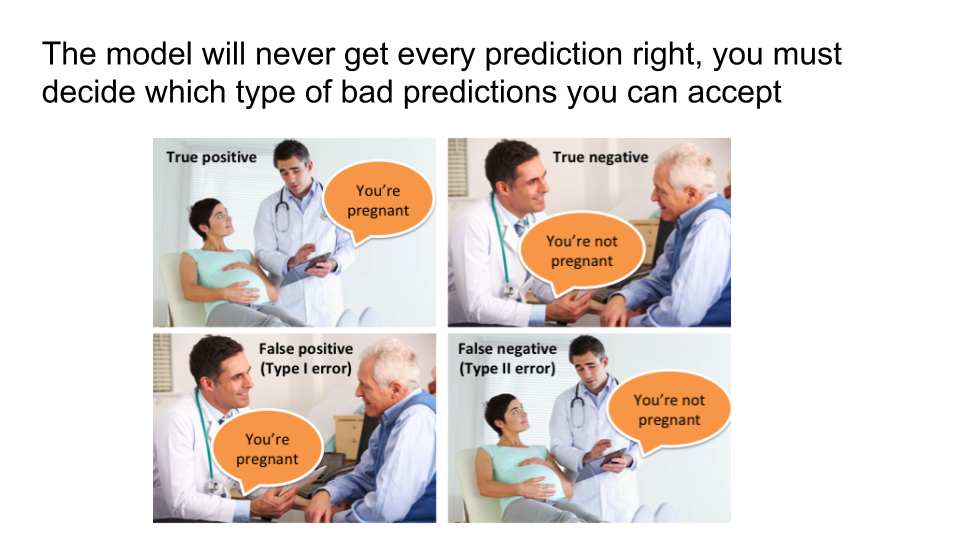 The model will never get every prediction right, you must
decide which type of bad predictions you can accept
True positive
You're
pregnant
True negative
You're not
pregnant
False positive
(Type I error)
You're
pregnant
False negative
(Type II error)
You're not
pregnant